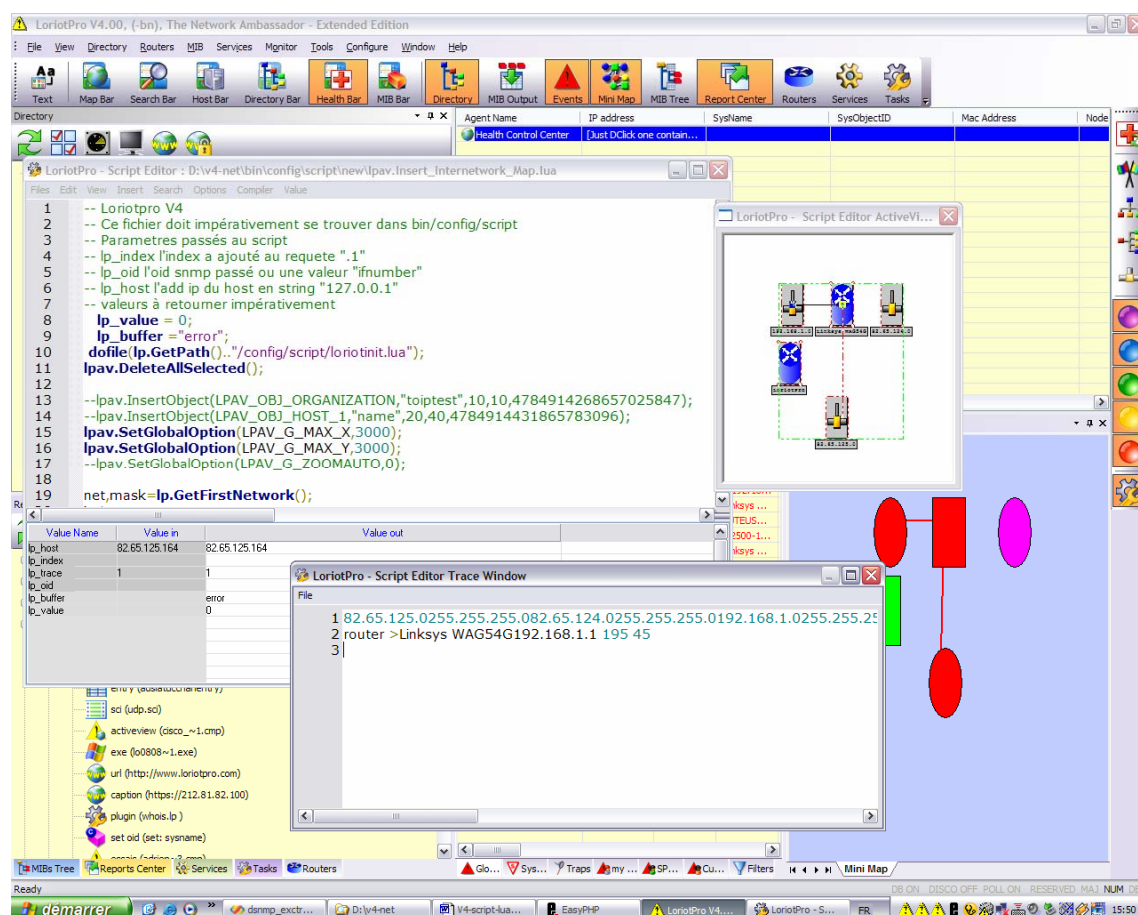 LoriotPro V4.00, (-bn), The Network Ambassador - Extended Edition
File View Directory Routers MIB Services Monitor Tools Configure Window Help
Text Map Bar Search Bar Host Bar Directory Bar Health Bar MIB Bar Directory MIB Output Events Mini Map MIB Tree Report Center Routers Services Tasks
Directory
Agent Name IP address SysName SysObjectID Mac Address Node
Health Control Center [Just DClick one contain...
LoriotPro - Script Editor : D:\v4-net\bin\config\script\new\lpav.Insert_Internetwork_Map.lua
Files Edit View Insert Search Options Compiler Value
1 -- Loriotpro V4
2 -- Ce fichier doit impérativement se trouver dans bin/config/script
3 -- Parametres passés au script
4 -- lp_index l'index a ajouté au requete ".1"
5 -- lp_oid l'oid snmp passé ou une valeur "ifnumber"
6 -- lp_host l'add ip du host en string "127.0.0.1"
7 -- valeurs à retourner impérativement
8 lp_value = 0;
9 lp_buffer ="error";
10 dofile(lp.GetPath().."/config/script/loriotinit.lua");
11 lpav.DeleteAllSelected();
12
13 --lpav.InsertObject(LPAV_OBJ_ORGANIZATION,"toiptest",10,10,4784914268657025847);
14 --lpav.InsertObject(LPAV_OBJ_HOST_1,"name",20,40,4784914431865783096);
15 lpav.SetGlobalOption(LPAV_G_MAX_X,3000);
16 lpav.SetGlobalOption(LPAV_G_MAX_Y,3000);
17 --lpav.SetGlobalOption(LPAV_G_ZOOMAUTO,0);
18
19 net,mask=lp.GetFirstNetwork();
LoriotPro - Script Editor ActiveVi...
192.168.1.0 Linksys WAG54G 82.65.124.0
82.65.125.0
Value Name Value in Value out
lp_host 82.65.125.164 82.65.125.164
lp_index
lp_trace 1 1
lp_oid
lp_buffer error
lp_value 0
LoriotPro - Script Editor Trace Window
File
1 82.65.125.0255.255.255.082.65.124.0255.255.255.0192.168.1.0255.255.25
2 router >Linksys WAG54G192.168.1.1 195 45
3
sci (udp.sci)
activeview (cisco_~1.cmp)
exe (lo0808~1.exe)
url (http://www.loriotpro.com)
caption (https://212.81.82.100)
plugin (whois.lp )
set oid (set: sysname)
MIBs Tree Reports Center Services Tasks Routers
Glo... Sys... Traps my ... SP... Cu... Filters
Mini Map
Ready
DB ON DISCO OFF POLL ON RESERVED MAJ NUM
démarrer dsnmp_exctr... D:\v4-net V4-script-lua... EasyPHP LoriotPro V4.... LoriotPro - S... FR 15:50